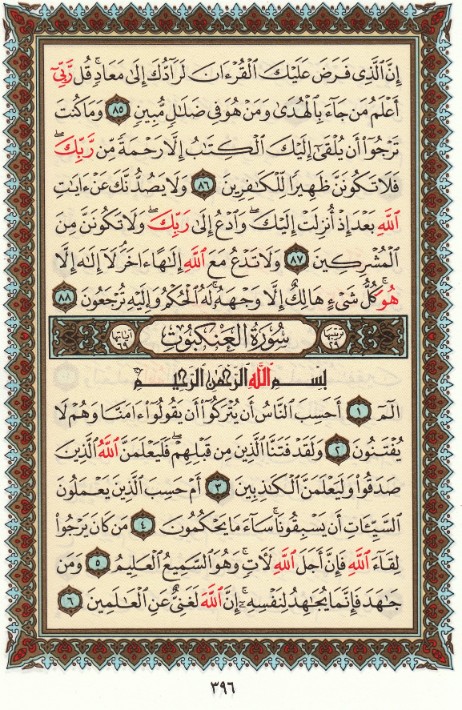 إِنَّ ٱلَّذِى فَرَضَ عَلَيْكَ ٱلْقُرْءَانَ لَرَآدُّكَ إِلَىٰ مَعَادٍ ۚ قُل رَّبِّىٓ
أَعْلَمُ مَن جَآءَ بِٱلْهُدَىٰ وَمَنْ هُوَ فِى ضَلَٰلٍ مُّبِينٍ ٨٥ وَمَا كُنتَ
تَرْجُوٓا۟ أَن يُلْقَىٰٓ إِلَيْكَ ٱلْكِتَٰبُ إِلَّا رَحْمَةً مِّن رَّبِّكَ ۖ
فَلَا تَكُونَنَّ ظَهِيرًا لِّلْكَٰفِرِينَ ٨٦ وَلَا يَصُدُّنَّكَ عَنْ ءَايَٰتِ
ٱللَّهِ بَعْدَ إِذْ أُنزِلَتْ إِلَيْكَ ۖ وَٱدْعُ إِلَىٰ رَبِّكَ ۖ وَلَا تَكُونَنَّ مِنَ
ٱلْمُشْرِكِينَ ٨٧ وَلَا تَدْعُ مَعَ ٱللَّهِ إِلَٰهًا ءَاخَرَ ۘ لَآ إِلَٰهَ إِلَّا
هُوَ ۚ كُلُّ شَىْءٍ هَالِكٌ إِلَّا وَجْهَهُۥ ۚ لَهُ ٱلْحُكْمُ وَإِلَيْهِ تُرْجَعُونَ ٨٨
ترتيبها ٢٩ سُورَةُ العَنكَبُوت آياتها ٦٩
بِسْمِ ٱللَّهِ ٱلرَّحْمَٰنِ ٱلرَّحِيمِ
الٓمٓ ١ أَحَسِبَ ٱلنَّاسُ أَن يُتْرَكُوٓا۟ أَن يَقُولُوٓا۟ ءَامَنَّا وَهُمْ لَا
يُفْتَنُونَ ٢ وَلَقَدْ فَتَنَّا ٱلَّذِينَ مِن قَبْلِهِمْ ۖ فَلَيَعْلَمَنَّ ٱللَّهُ ٱلَّذِينَ
صَدَقُوا۟ وَلَيَعْلَمَنَّ ٱلْكَٰذِبِينَ ٣ أَمْ حَسِبَ ٱلَّذِينَ يَعْمَلُونَ
ٱلسَّيِّـَٔاتِ أَن يَسْبِقُونَا ۚ سَآءَ مَا يَحْكُمُونَ ٤ مَن كَانَ يَرْجُوا۟
لِقَآءَ ٱللَّهِ فَإِنَّ أَجَلَ ٱللَّهِ لَءَاتٍ ۚ وَهُوَ ٱلسَّمِيعُ ٱلْعَلِيمُ ٥ وَمَن
جَٰهَدَ فَإِنَّمَا يُجَٰهِدُ لِنَفْسِهِۦٓ ۚ إِنَّ ٱللَّهَ لَغَنِىٌّ عَنِ ٱلْعَٰلَمِينَ ٦
٣٩٦